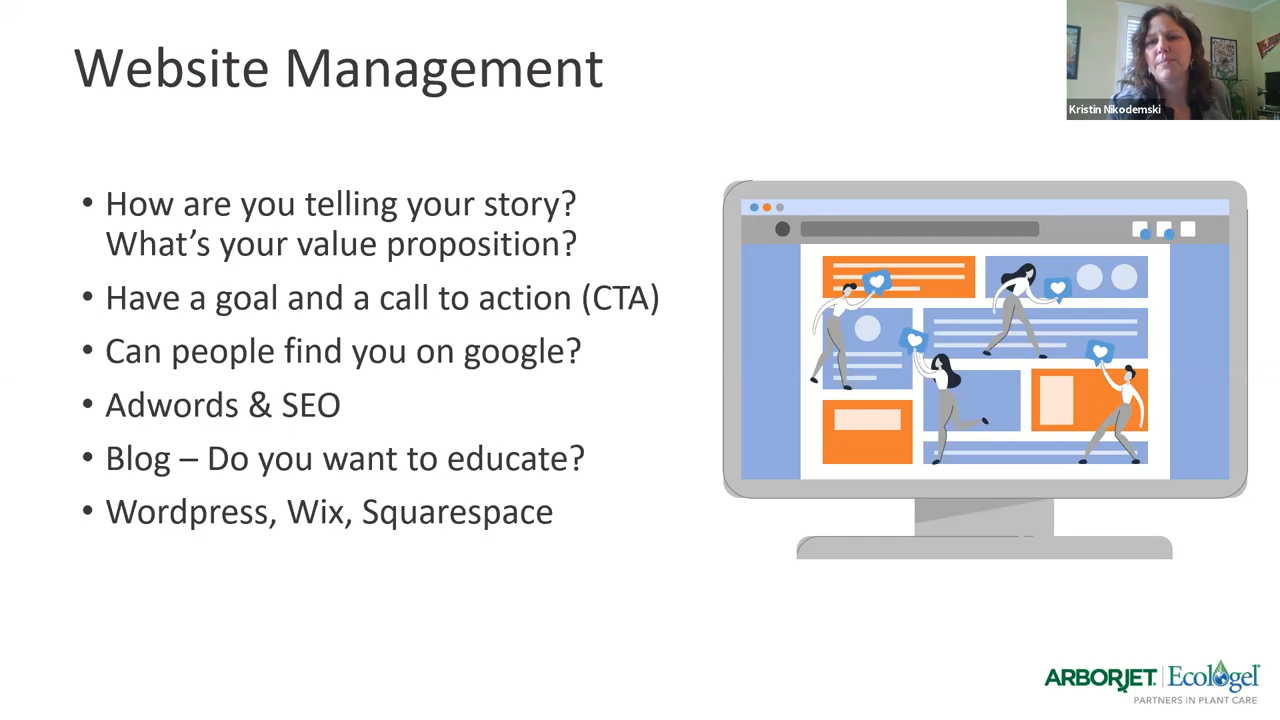 Website Management
Kristin Nikodemski
• How are you telling your story?
What’s your value proposition?
• Have a goal and a call to action (CTA)
• Can people find you on google?
• Adwords & SEO
• Blog – Do you want to educate?
• Wordpress, Wix, Squarespace
ARBORJET. Ecologel
PARTNERS IN PLANT CARE